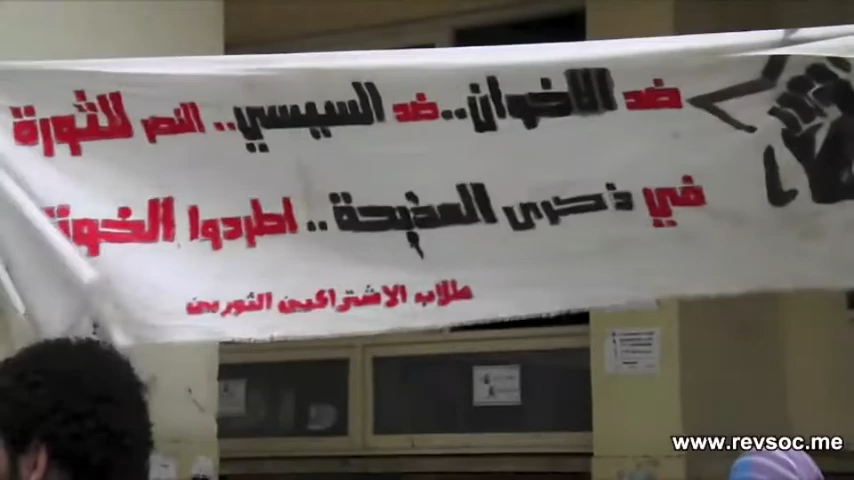 ضد الاخوان.. ضد السيسي.. النصر للثورة
في ذكرى المذبحة.. اطردوا الخونة
طلاب الاشتراكيين الثوريين
www.revsoc.me